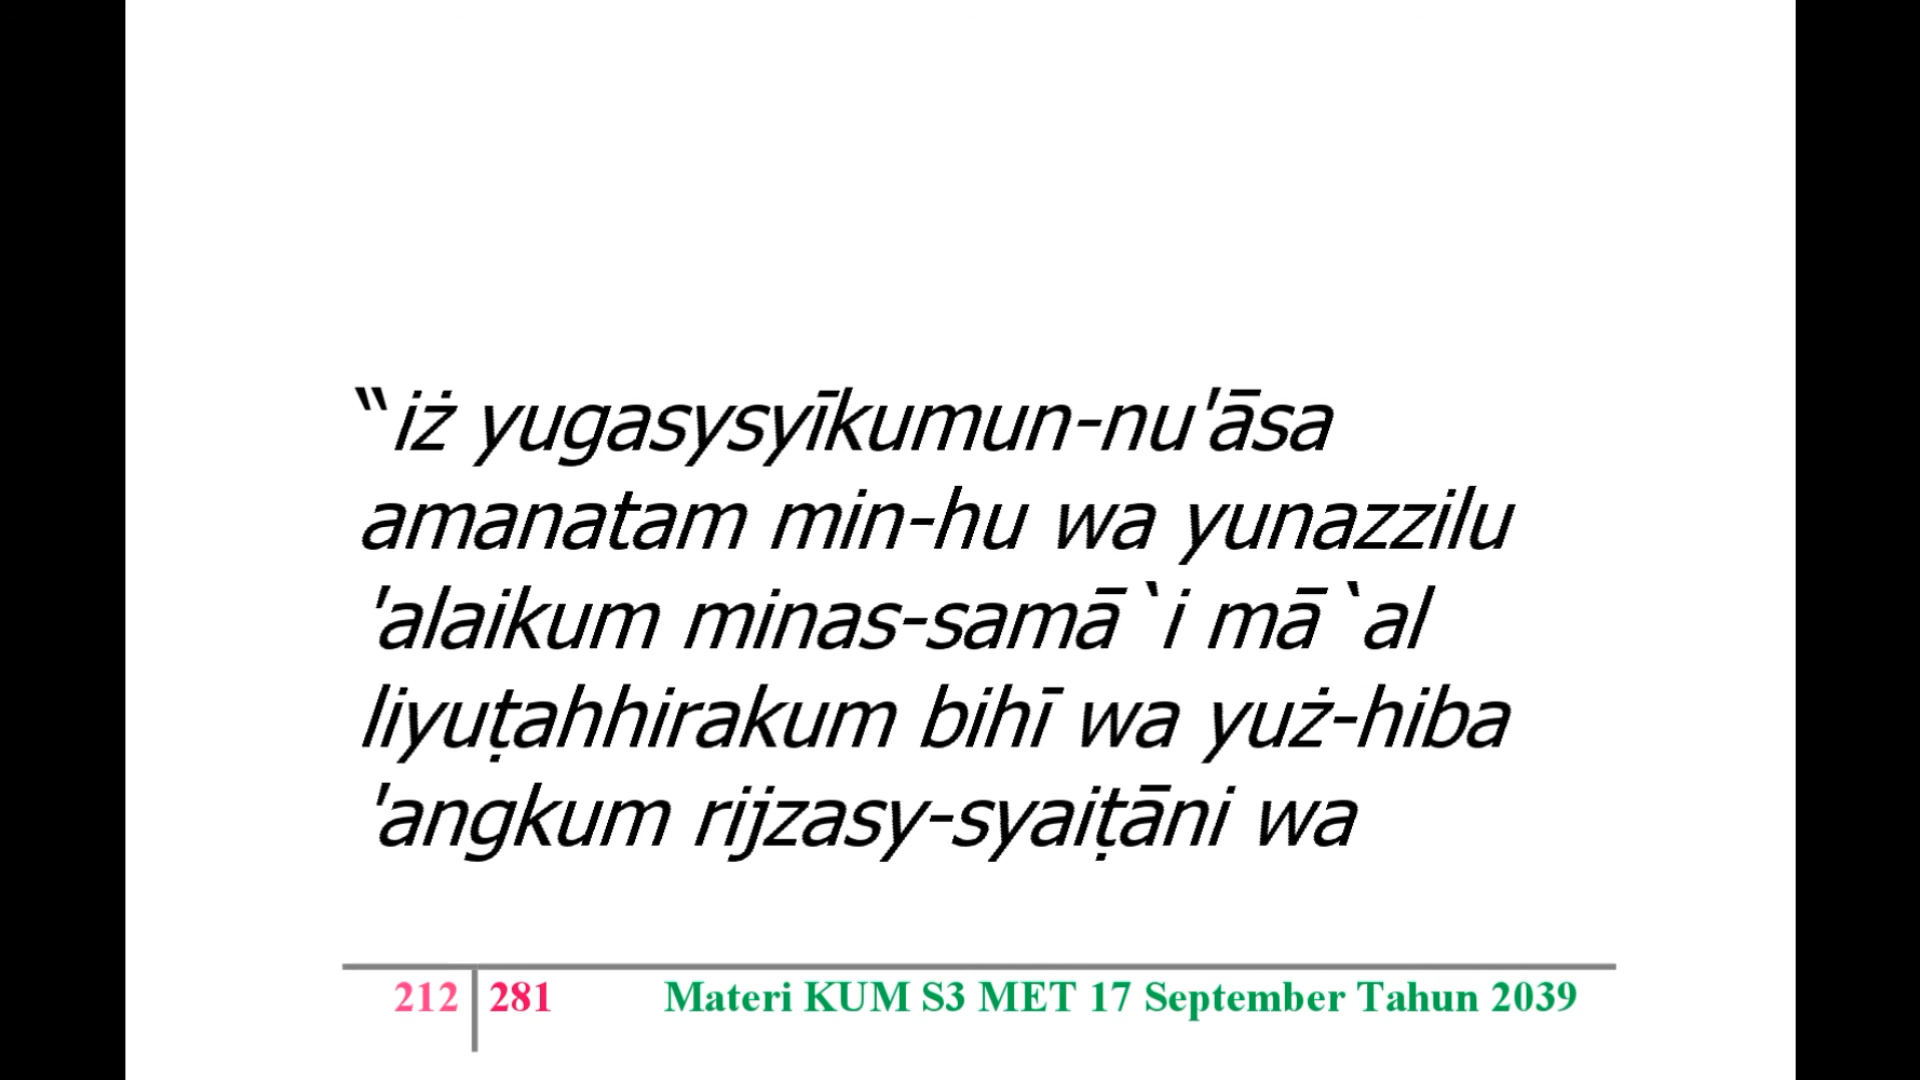 “iż yugasysyīkumun-nu'āsa
amanatam min-hu wa yunazzilu
'alaikum minas-samā`i mā`al
liyuṭahhirakum bihī wa yuż-hiba
'angkum rijzasy-syaiṭāni wa
212 281 Materi KUM S3 MET 17 September Tahun 2039